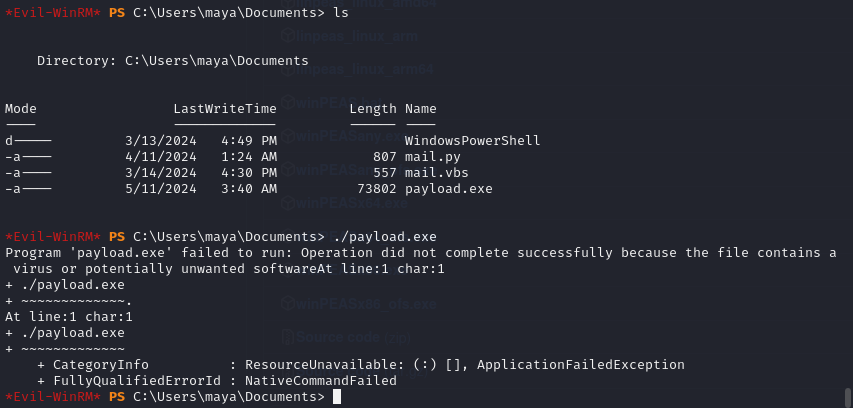 *Evil-WinRM* PS C:\Users\maya\Documents> ls
Directory: C:\Users\maya\Documents
Mode                 LastWriteTime         Length Name
----                 -------------         ------ ----
d-----         3/13/2024   4:49 PM                WindowsPowerShell
-a----         4/11/2024   1:24 AM            807 mail.py
-a----         3/14/2024   4:30 PM            557 mail.vbs
-a----         5/11/2024   3:40 AM          73802 payload.exe
*Evil-WinRM* PS C:\Users\maya\Documents> ./payload.exe
Program 'payload.exe' failed to run: Operation did not complete successfully because the file contains a
 virus or potentially unwanted softwareAt line:1 char:1
+ ./payload.exe
+ ~~~~~~~~~~~~~.
At line:1 char:1
+ ./payload.exe
+ ~~~~~~~~~~~~~
    + CategoryInfo          : ResourceUnavailable: (:) [], ApplicationFailedException
    + FullyQualifiedErrorId : NativeCommandFailed
*Evil-WinRM* PS C:\Users\maya\Documents>
linpeas_linux_arm
linpeas_linux_arm64
winPEASx64.exe
winPEASx86_ofs.exe
Source code